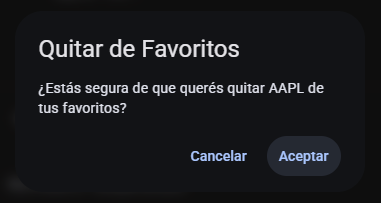 Quitar de Favoritos
¿Estás segura de que querés quitar AAPL de
tus favoritos?
Cancelar
Aceptar